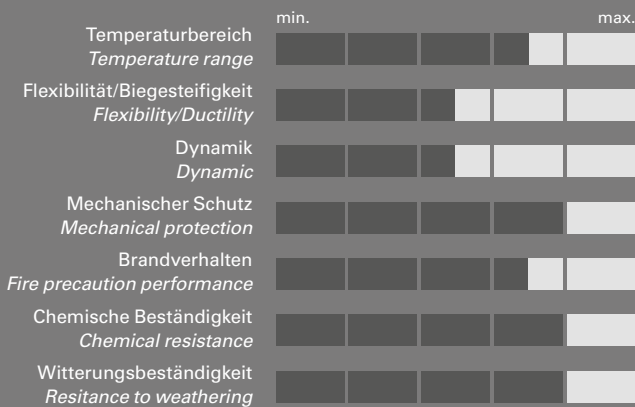 min. max.
Temperaturbereich
Temperature range
Flexibilität/Biegesteifigkeit
Flexibility/Ductility
Dynamik
Dynamic
Mechanischer Schutz
Mechanical protection
Brandverhalten
Fire precaution performance
Chemische Beständigkeit
Chemical resistance
Witterungsbeständigkeit
Resitance to weathering